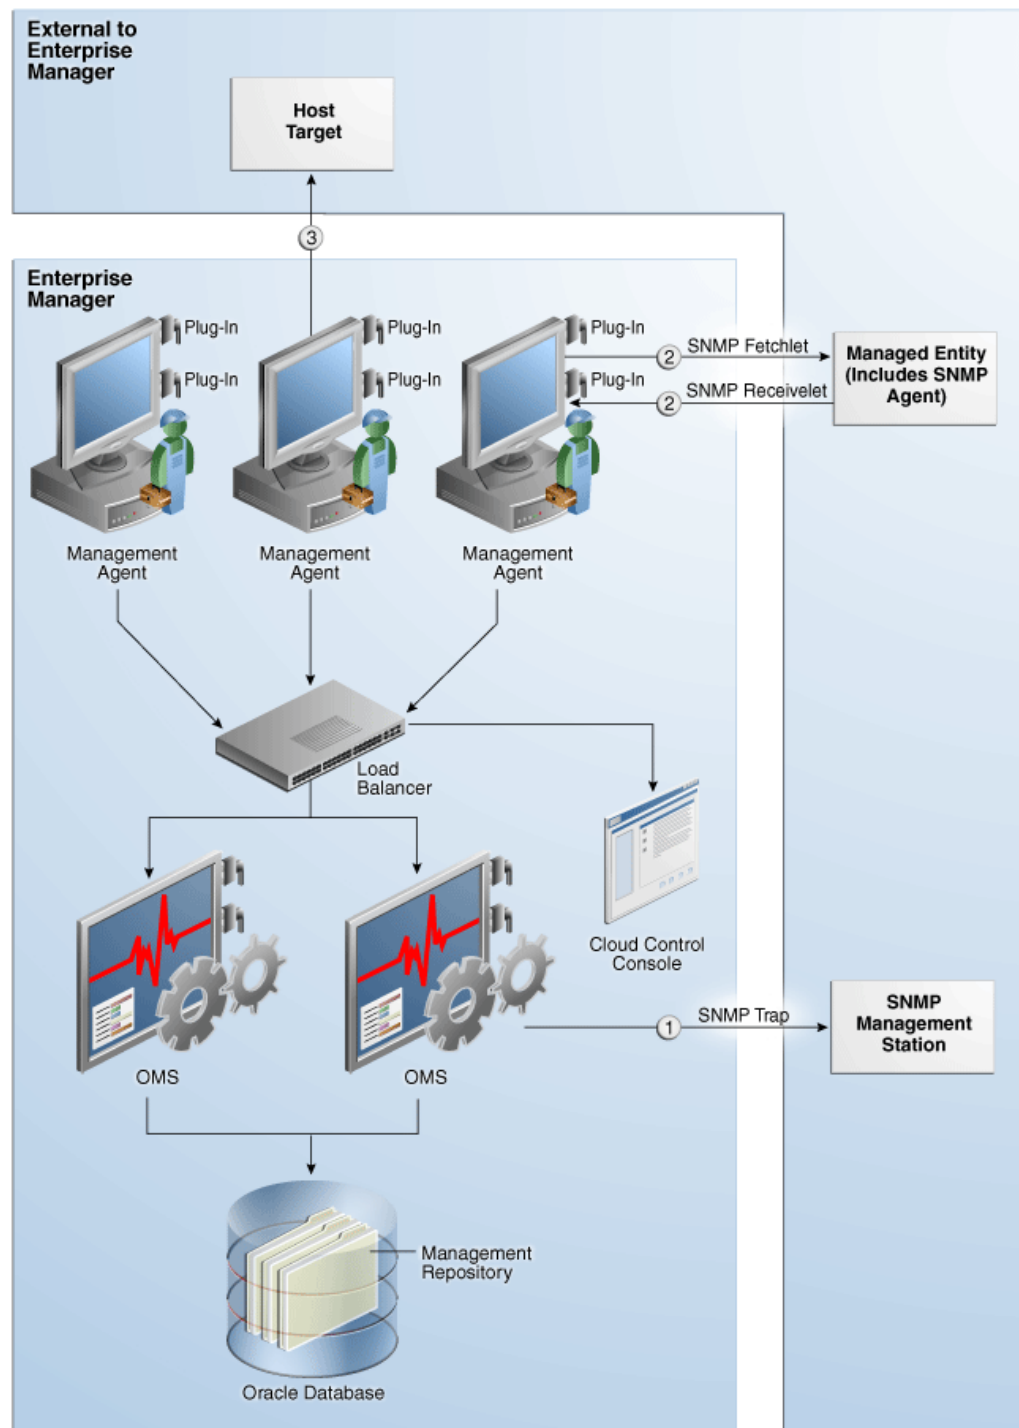 External to
Enterprise
Manager
Host
Target
3
Enterprise
Manager
Plug-In
Plug-In
Plug-In
Plug-In
Plug-In
Plug-In
2
SNMP Fetchlet
2
SNMP Receivelet
Managed Entity
(Includes SNMP
Agent)
Management
Agent
Management
Agent
Management
Agent
Load
Balancer
Cloud Control
Console
OMS
OMS
1
SNMP Trap
SNMP
Management
Station
Management
Repository
Oracle Database